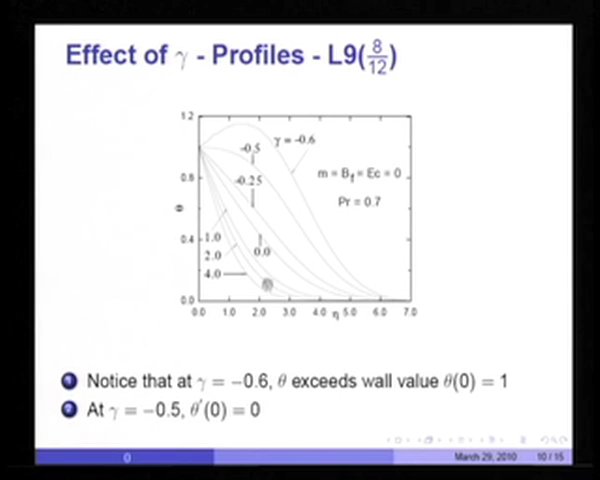 Effect of γ - Profiles - L9(8/12)
1.2
0.8
0.4
0.0
θ
γ = -0.6
-0.5
-0.25
m = B_f = Ec = 0
Pr = 0.7
1.0
2.0
0.0
4.0
0.0 1.0 2.0 3.0 4.0 η 5.0 6.0 7.0
1 Notice that at γ = −0.6, θ exceeds wall value θ(0) = 1
2 At γ = −0.5, θ′(0) = 0
0 March 29, 2010 10 / 15